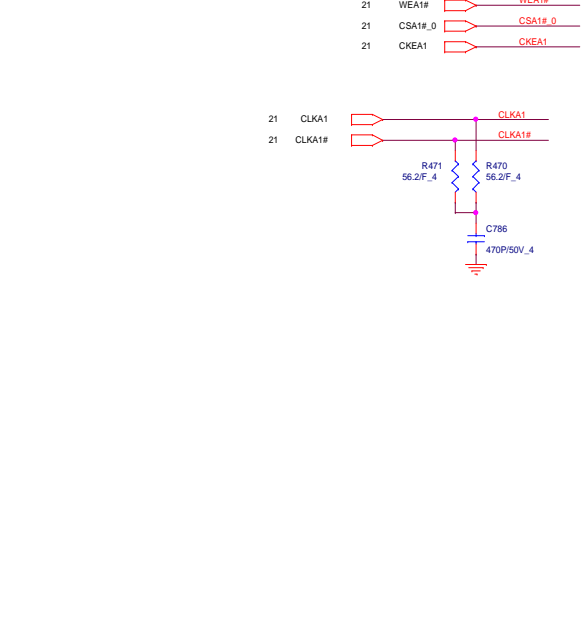 21 WEA1# WEA1#
21 CSA1#_0 CSA1#_0
21 CKEA1 CKEA1
21 CLKA1 CLKA1
21 CLKA1# CLKA1#
R471 R470
56.2/F_4 56.2/F_4
C786
470P/50V_4